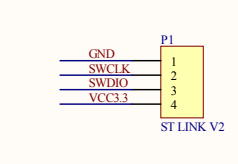 P1
GND 1
SWCLK 2
SWDIO 3
VCC3.3 4
ST LINK V2